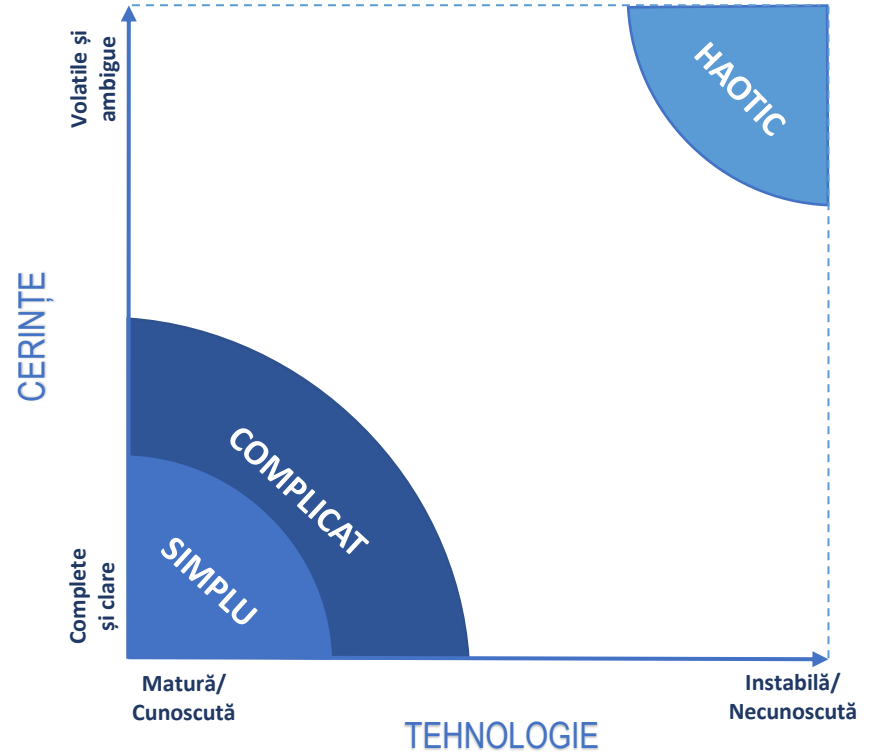 Volatile și
ambigue
HAOTIC
CERINȚE
COMPLICAT
SIMPLU
Complete
și clare
Matură/
Cunoscută
Instabilă/
Necunoscută
TEHNOLOGIE